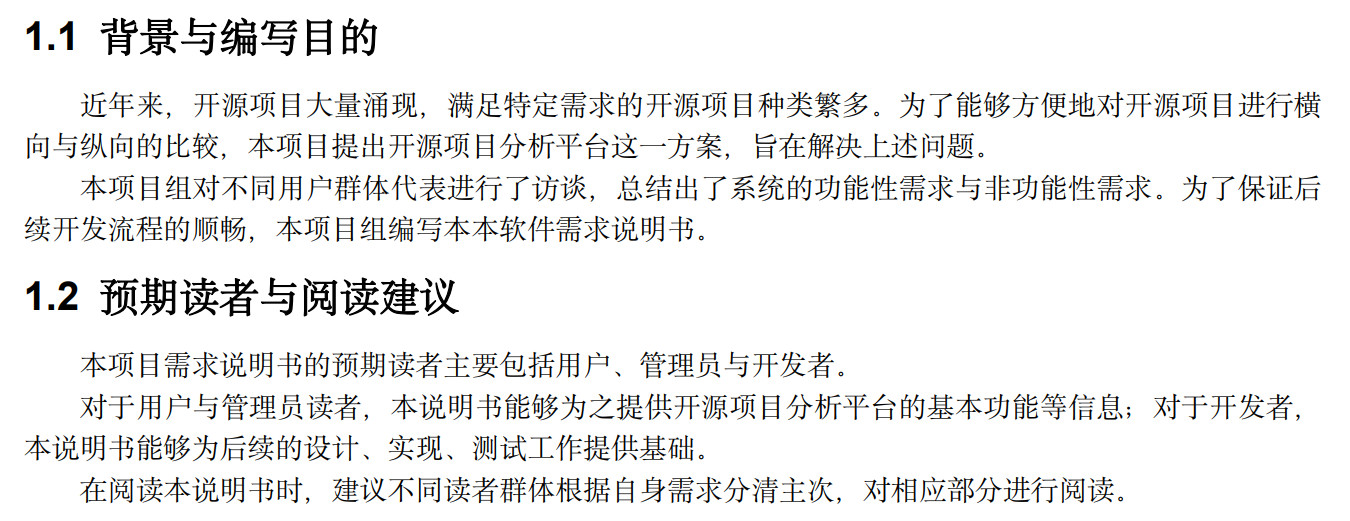 1.1 背景与编写目的
近年来，开源项目大量涌现，满足特定需求的开源项目种类繁多。为了能够方便地对开源项目进行横
向与纵向的比较，本项目提出开源项目分析平台这一方案，旨在解决上述问题。
本项目组对不同用户群体代表进行了访谈，总结出了系统的功能性需求与非功能性需求。为了保证后
续开发流程的顺畅，本项目组编写本本软件需求说明书。
1.2 预期读者与阅读建议
本项目需求说明书的预期读者主要包括用户、管理员与开发者。
对于用户与管理员读者，本说明书能够为之提供开源项目分析平台的基本功能等信息；对于开发者，
本说明书能够为后续的设计、实现、测试工作提供基础。
在阅读本说明书时，建议不同读者群体根据自身需求分清主次，对相应部分进行阅读。